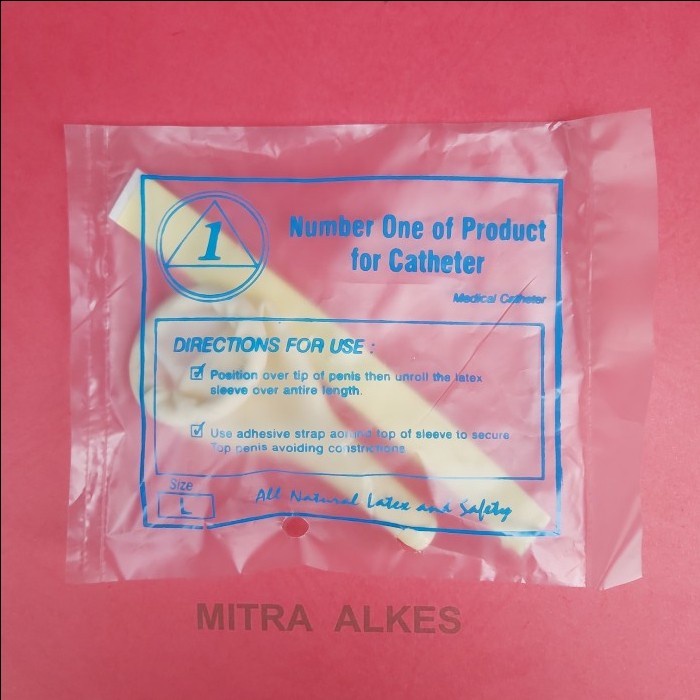 1
Number One of Product
for Catheter
Medical Catheter
DIRECTIONS FOR USE :
Position over tip of penis then unroll the latex
sleeve over antire length.
Use adhesive strap aorund top of sleeve to secure
Top penis avoiding constrictions
Size
L
All Natural Latex and Safety
MITRA ALKES